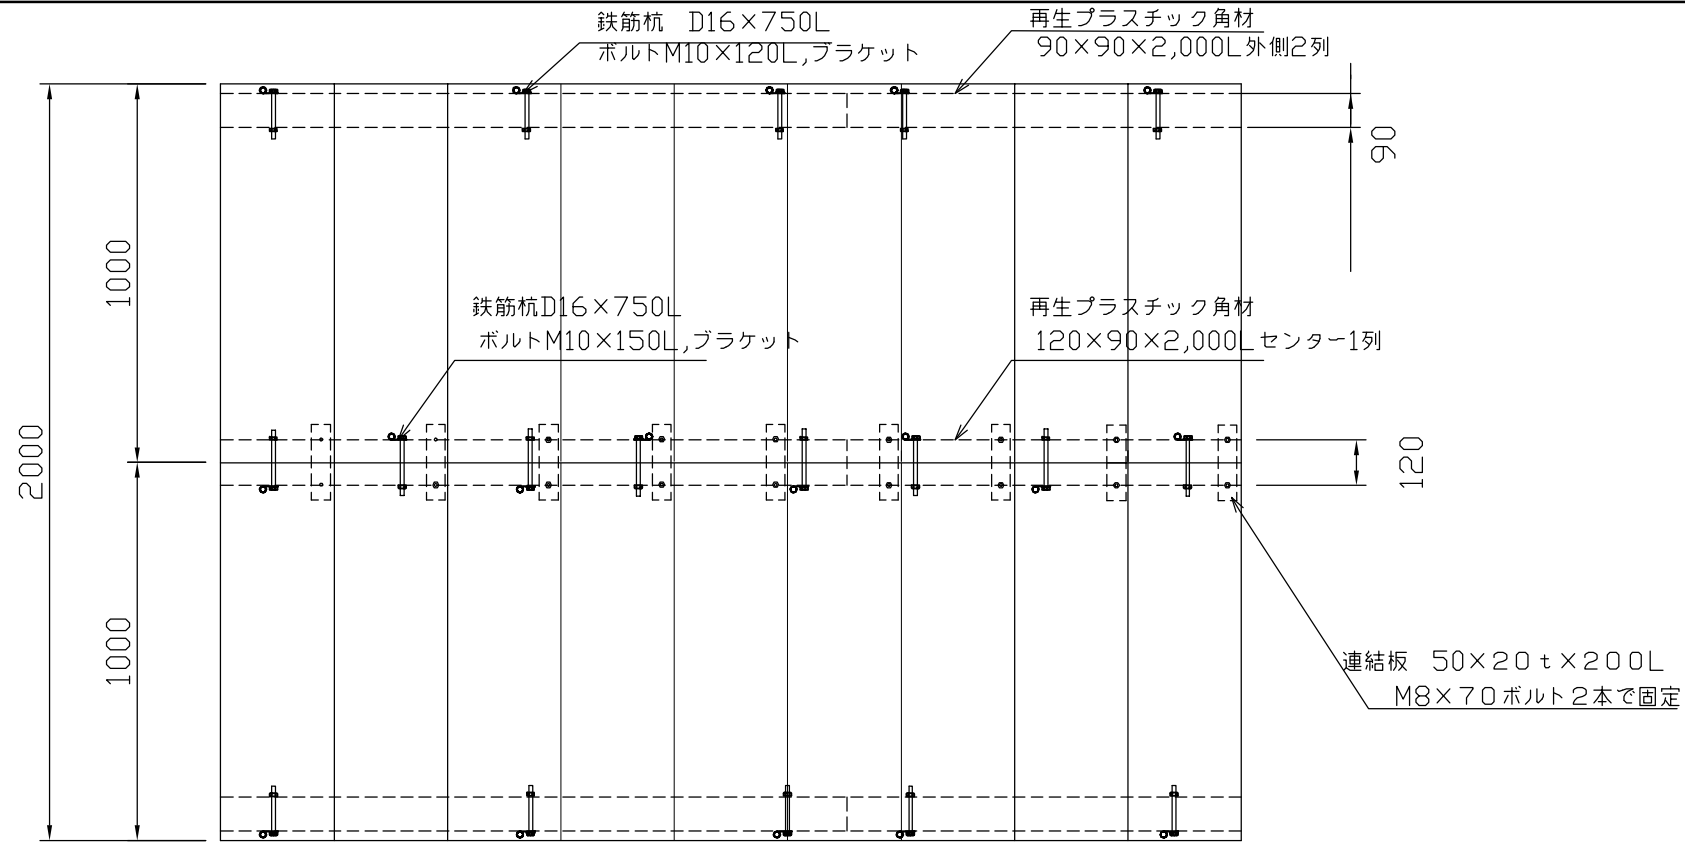 鉄筋杭　D16×750L
ボルトM10×120L,ブラケット
再生プラスチック角材
90×90×2,000L外側2列
90
1000
鉄筋杭D16×750L
ボルトM10×150L,ブラケット
再生プラスチック角材
120×90×2,000Lセンター1列
2000
120
1000
連結板　50×20ｔ×200L
M8×70ボルト2本で固定